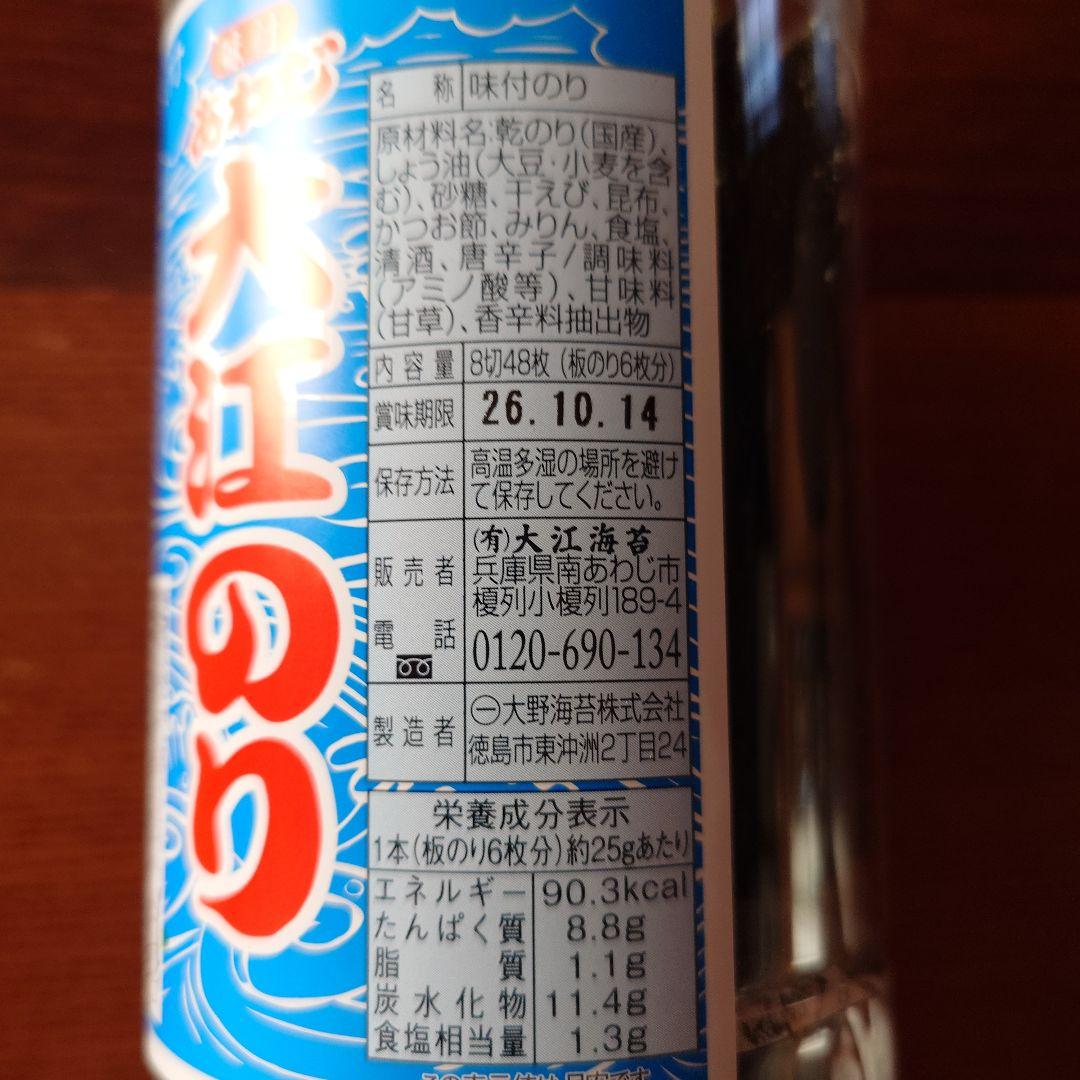 大江のり
名称 味付のり
原材料名:乾のり(国産)、
しょう油(大豆・小麦を含
む)、砂糖、干えび、昆布、
かつお節、みりん、食塩、
清酒、唐辛子/調味料
(アミノ酸等)、甘味料
(甘草)、香辛料抽出物
内容量 8切48枚(板のり6枚分)
賞味期限 26.10.14
保存方法 高温多湿の場所を避け
て保存してください。
販売者 (有)大江海苔
兵庫県南あわじ市
榎列小榎列189-4
電話 0120-690-134
製造者 ㊀大野海苔株式会社
徳島市東沖洲2丁目24
栄養成分表示
1本(板のり6枚分)約25gあたり
エネルギー 90.3kcal
たんぱく質 8.8g
脂質 1.1g
炭水化物 11.4g
食塩相当量 1.3g